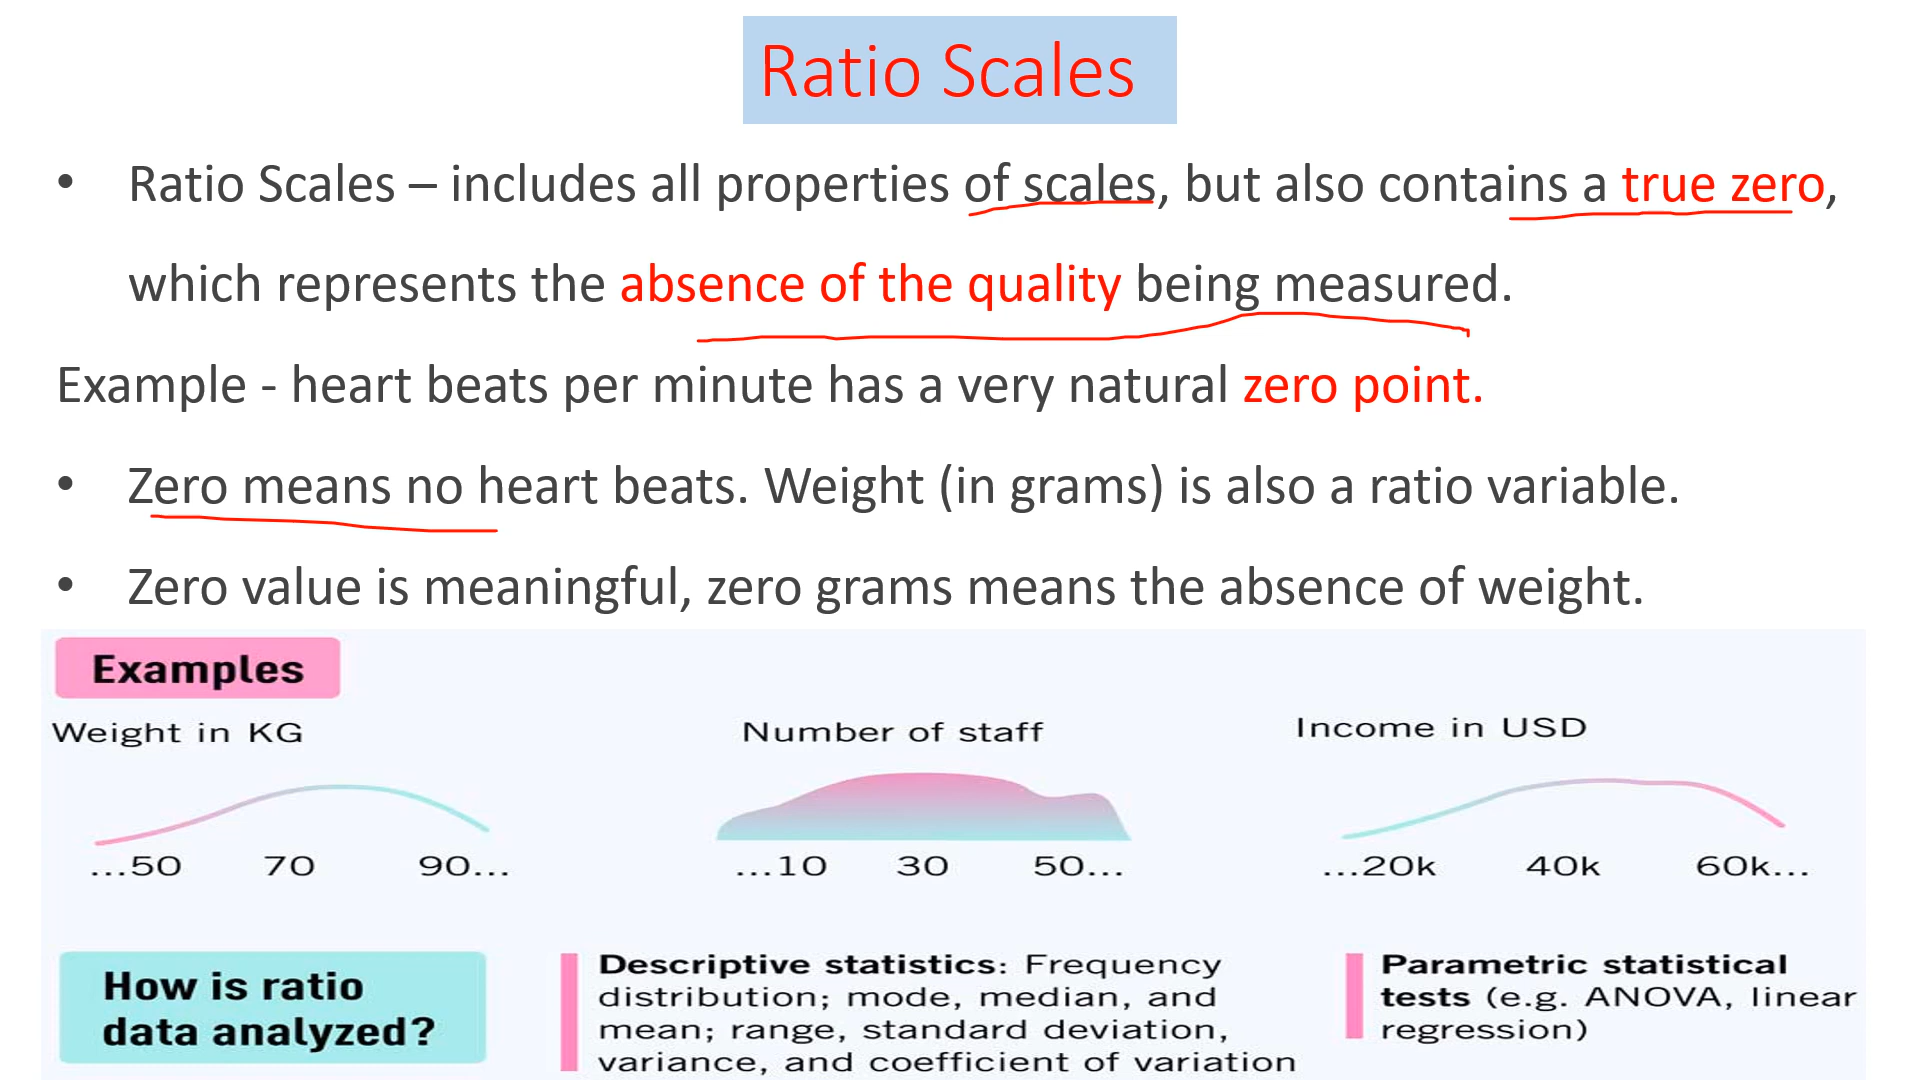 Ratio Scales
• Ratio Scales – includes all properties of scales, but also contains a true zero,
which represents the absence of the quality being measured.
Example - heart beats per minute has a very natural zero point.
• Zero means no heart beats. Weight (in grams) is also a ratio variable.
• Zero value is meaningful, zero grams means the absence of weight.
Examples
Weight in KG
...50 70 90...
Number of staff
...10 30 50...
Income in USD
...20k 40k 60k...
How is ratio
data analyzed?
Descriptive statistics: Frequency
distribution; mode, median, and
mean; range, standard deviation,
variance, and coefficient of variation
Parametric statistical
tests (e.g. ANOVA, linear
regression)